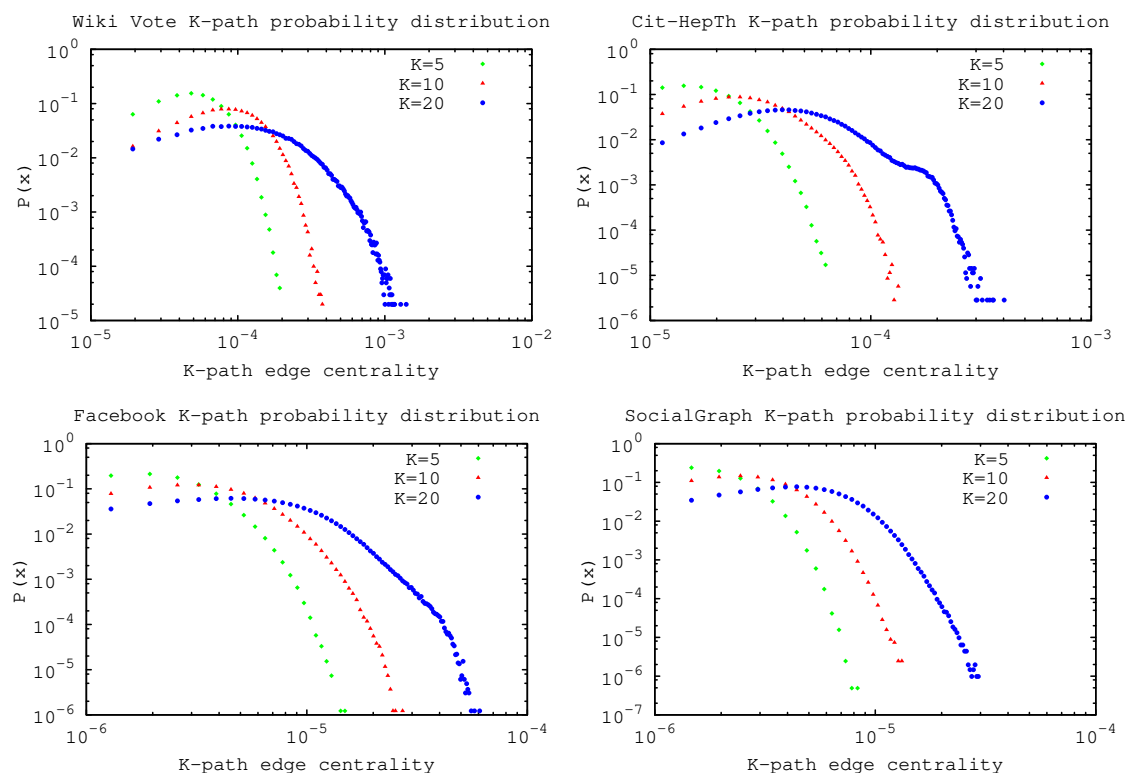 Wiki Vote K-path probability distribution
10^0
10^-1
10^-2
10^-3
10^-4
10^-5
P(x)
K=5
K=10
K=20
10^-5
10^-4
10^-3
10^-2
K-path edge centrality
Cit-HepTh K-path probability distribution
10^0
10^-1
10^-2
10^-3
10^-4
10^-5
10^-6
P(x)
K=5
K=10
K=20
10^-5
10^-4
10^-3
K-path edge centrality
Facebook K-path probability distribution
10^0
10^-1
10^-2
10^-3
10^-4
10^-5
10^-6
P(x)
K=5
K=10
K=20
10^-6
10^-5
10^-4
K-path edge centrality
SocialGraph K-path probability distribution
10^0
10^-1
10^-2
10^-3
10^-4
10^-5
10^-6
10^-7
P(x)
K=5
K=10
K=20
10^-6
10^-5
10^-4
K-path edge centrality